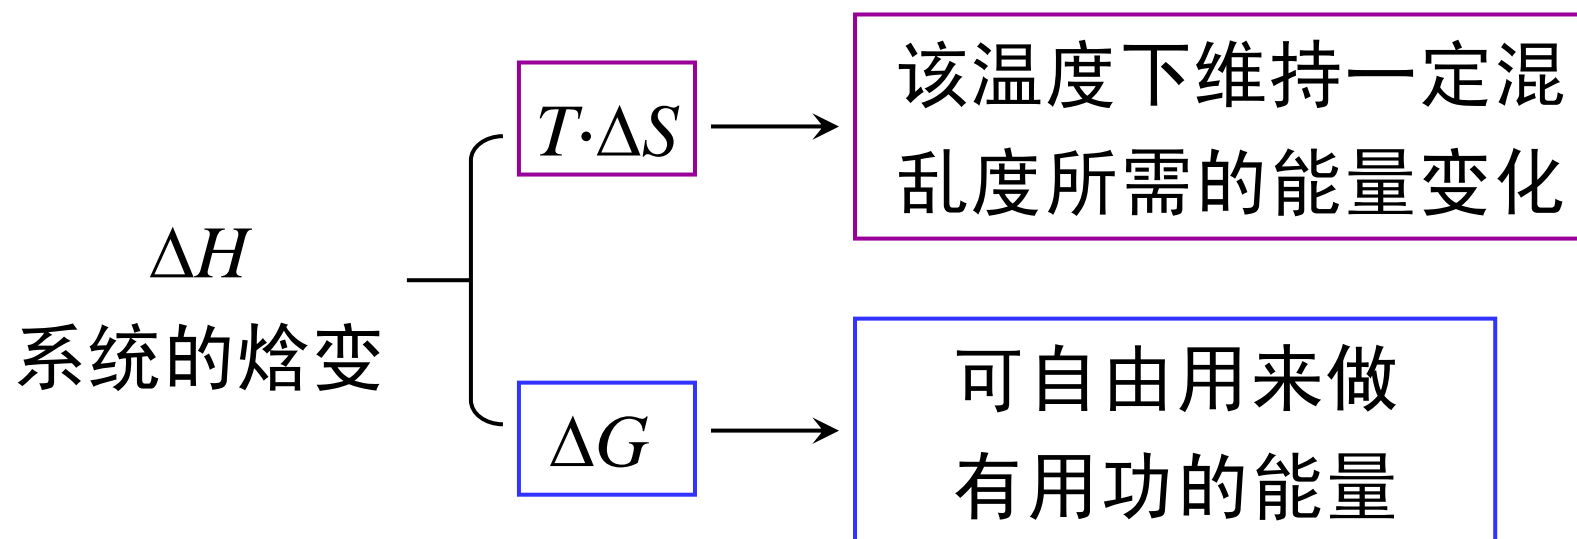 ΔH
系统的焓变
T·ΔS
该温度下维持一定混
乱度所需的能量变化
ΔG
可自由用来做
有用功的能量